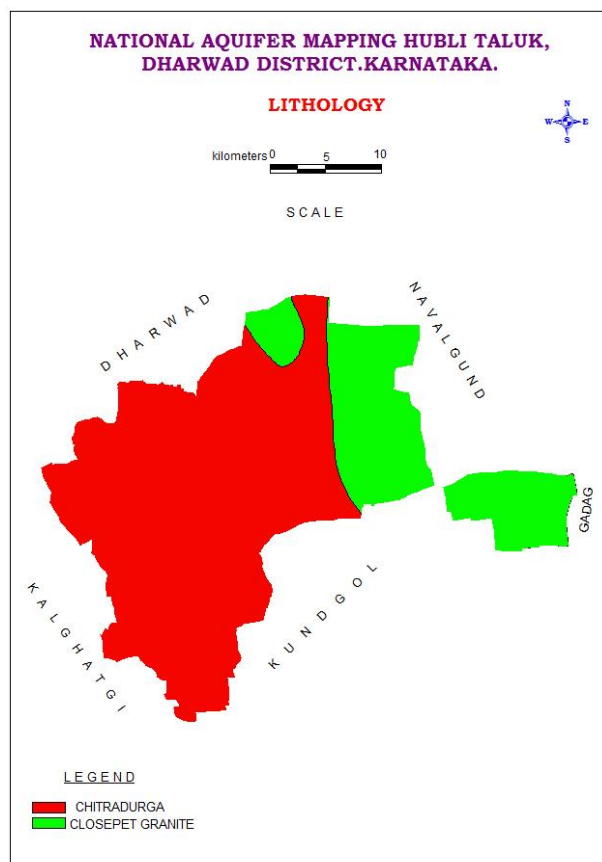 NATIONAL AQUIFER MAPPING HUBLI TALUK,
DHARWAD DISTRICT.KARNATAKA.
LITHOLOGY
N
W E
S
kilometers 0 5 10
SCALE
DHARWAD
NAVALGUND
GADAG
KUNDGOL
KALGHATGI
LEGEND
CHITRADURGA
CLOSEPET GRANITE